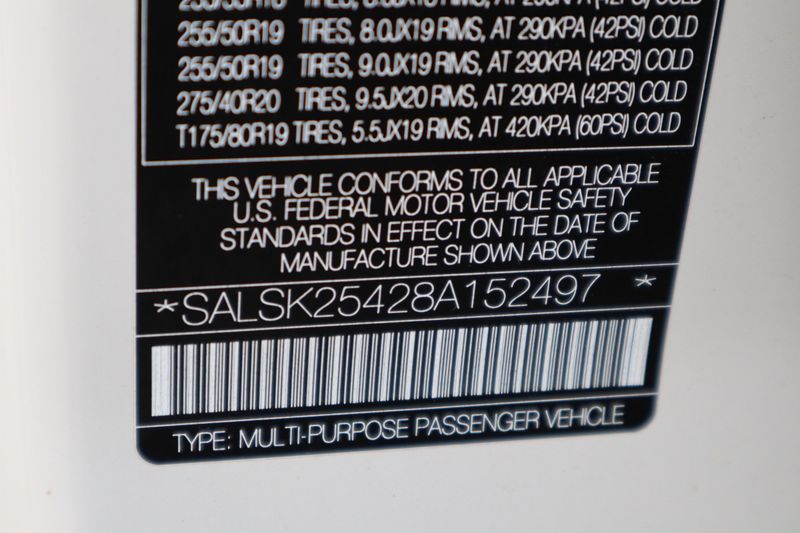 255/50R19 TIRES, 8.0JX19 RIMS, AT 290KPA (42PSI) COLD
255/50R19 TIRES, 9.0JX19 RIMS, AT 290KPA (42PSI) COLD
275/40R20 TIRES, 9.5JX20 RIMS, AT 290KPA (42PSI) COLD
T175/80R19 TIRES, 5.5JX19 RIMS, AT 420KPA (60PSI) COLD
THIS VEHICLE CONFORMS TO ALL APPLICABLE
U.S. FEDERAL MOTOR VEHICLE SAFETY
STANDARDS IN EFFECT ON THE DATE OF
MANUFACTURE SHOWN ABOVE
*SALSK25428A152497 *
TYPE: MULTI-PURPOSE PASSENGER VEHICLE